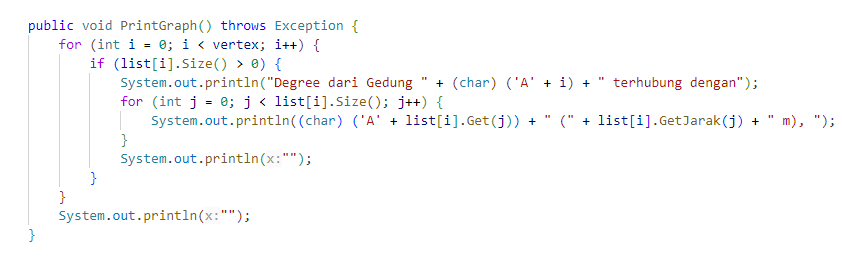 public void PrintGraph() throws Exception {
    for (int i = 0; i < vertex; i++) {
        if (list[i].Size() > 0) {
            System.out.println("Degree dari Gedung " + (char) ('A' + i) + " terhubung dengan");
            for (int j = 0; j < list[i].Size(); j++) {
                System.out.println((char) ('A' + list[i].Get(j)) + " (" + list[i].GetJarak(j) + " m), ");
            }
            System.out.println(x:"");
        }
    }
    System.out.println(x:"");
}